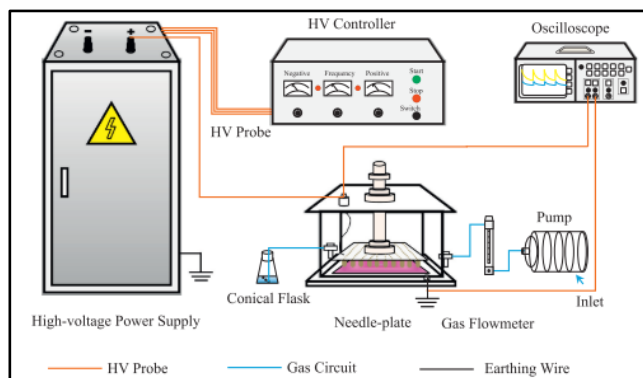 HV Controller
Oscilloscope
- +
Negative Frequency Positive
Start
Stop
Switch
HV Probe
Pump
Conical Flask
Inlet
High-voltage Power Supply
Needle-plate
Gas Flowmeter
HV Probe
Gas Circuit
Earthing Wire